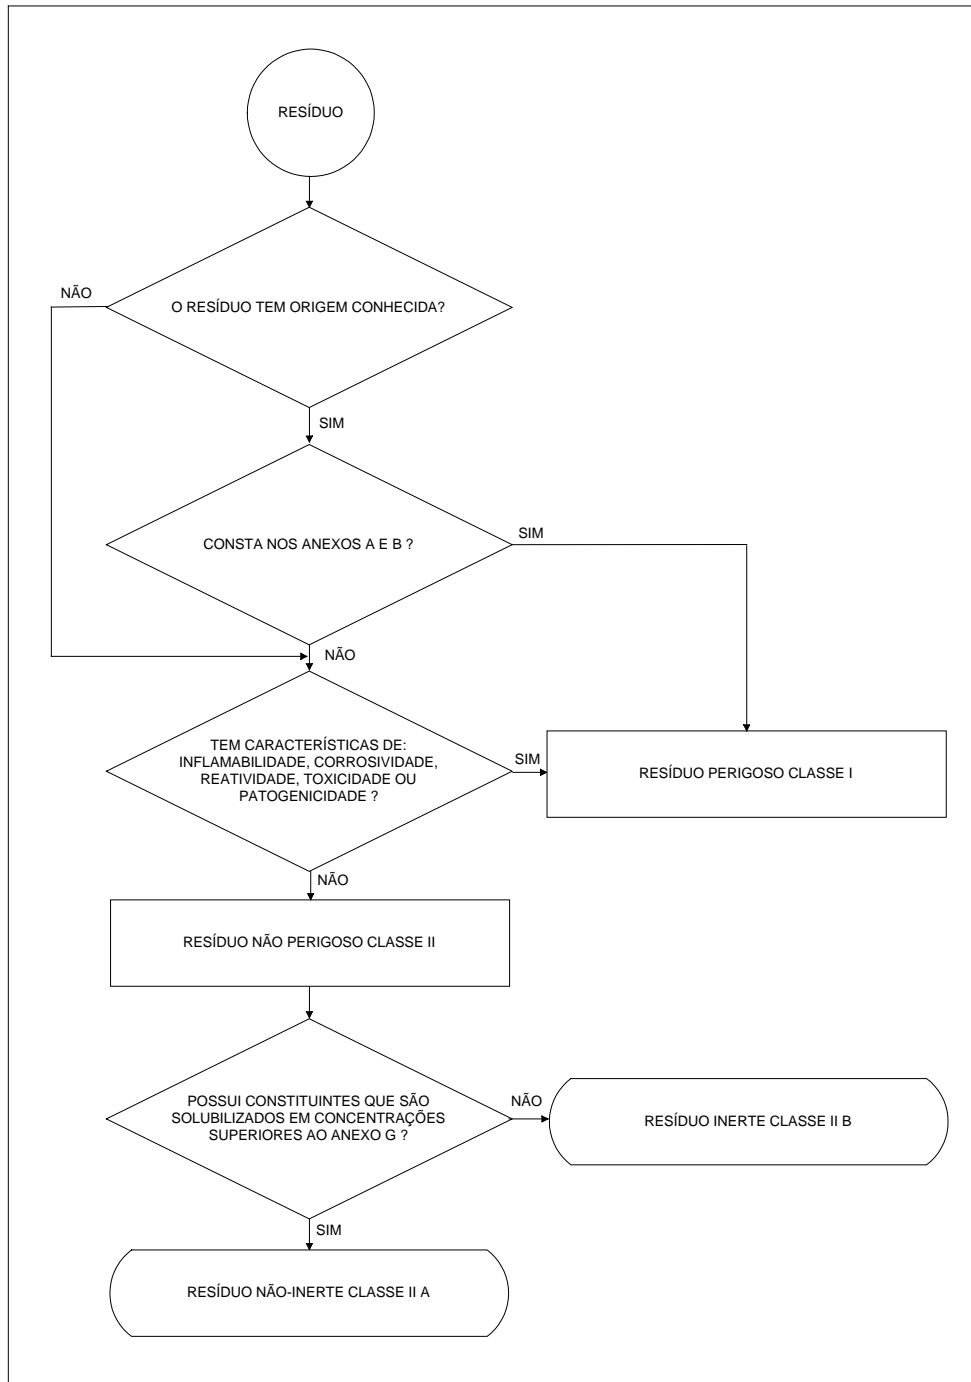 RESÍDUO
NÃO
O RESÍDUO TEM ORIGEM CONHECIDA?
SIM
CONSTA NOS ANEXOS A E B ?
SIM
NÃO
TEM CARACTERÍSTICAS DE:
INFLAMABILIDADE, CORROSIVIDADE,
REATIVIDADE, TOXICIDADE OU
PATOGENICIDADE ?
SIM
RESÍDUO PERIGOSO CLASSE I
NÃO
RESÍDUO NÃO PERIGOSO CLASSE II
POSSUI CONSTITUINTES QUE SÃO
SOLUBILIZADOS EM CONCENTRAÇÕES
SUPERIORES AO ANEXO G ?
NÃO
RESÍDUO INERTE CLASSE II B
SIM
RESÍDUO NÃO-INERTE CLASSE II A